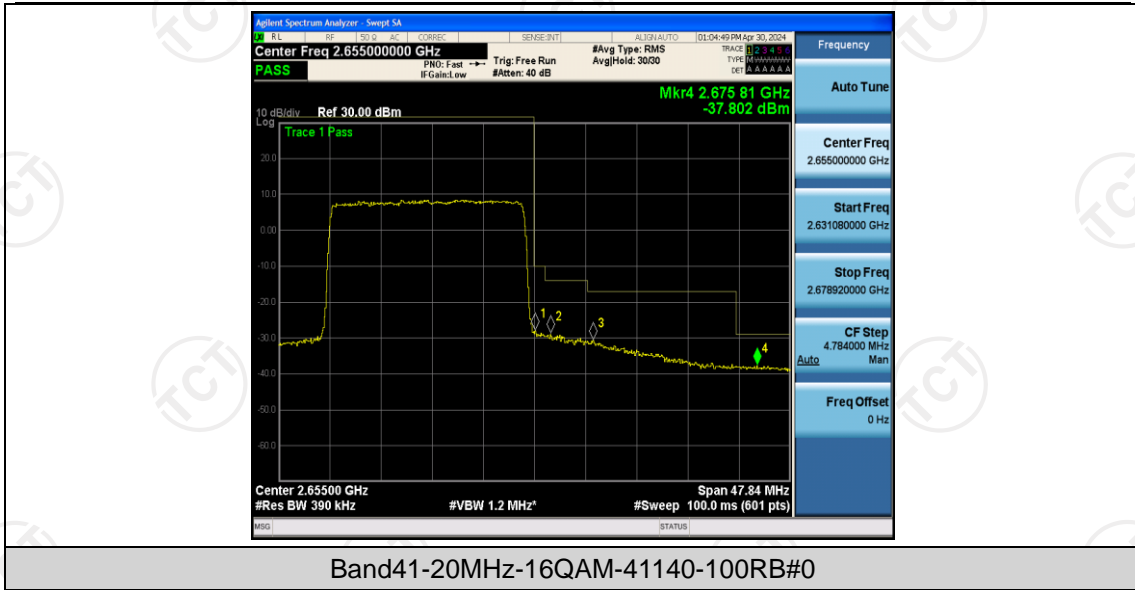 Agilent Spectrum Analyzer - Swept SA
RL RF 50 Ω AC CORREC SENSE:INT ALIGN AUTO 01:04:49 PM Apr 30, 2024
Center Freq 2.655000000 GHz
PNO: Fast
IFGain:Low
Trig: Free Run
#Atten: 40 dB
#Avg Type: RMS
Avg|Hold: 30/30
TRACE 1 2 3 4 5 6
TYPE M
DET A A A A A A
PASS
Mkr4 2.675 81 GHz
-37.802 dBm
10 dB/div Ref 30.00 dBm
Log
Trace 1 Pass
20.0
10.0
0.00
-10.0
-20.0
-30.0
-40.0
-50.0
-60.0
1
2
3
4
Center 2.65500 GHz Span 47.84 MHz
#Res BW 390 kHz #VBW 1.2 MHz* #Sweep 100.0 ms (601 pts)
MSG STATUS
Frequency
Auto Tune
Center Freq
2.655000000 GHz
Start Freq
2.631080000 GHz
Stop Freq
2.678920000 GHz
CF Step
4.784000 MHz
Auto Man
Freq Offset
0 Hz
TCT
TCT
TCT
TCT
Band41-20MHz-16QAM-41140-100RB#0